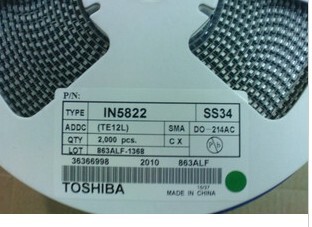 P/N:
TYPE IN5822 SS34
ADDC (TE12L) SMA DO-214AC
QTY 2,000 pcs. C X Pb
LOT 863ALF-1368
36366998 2010 863ALF
TOSHIBA MADE IN CHINA